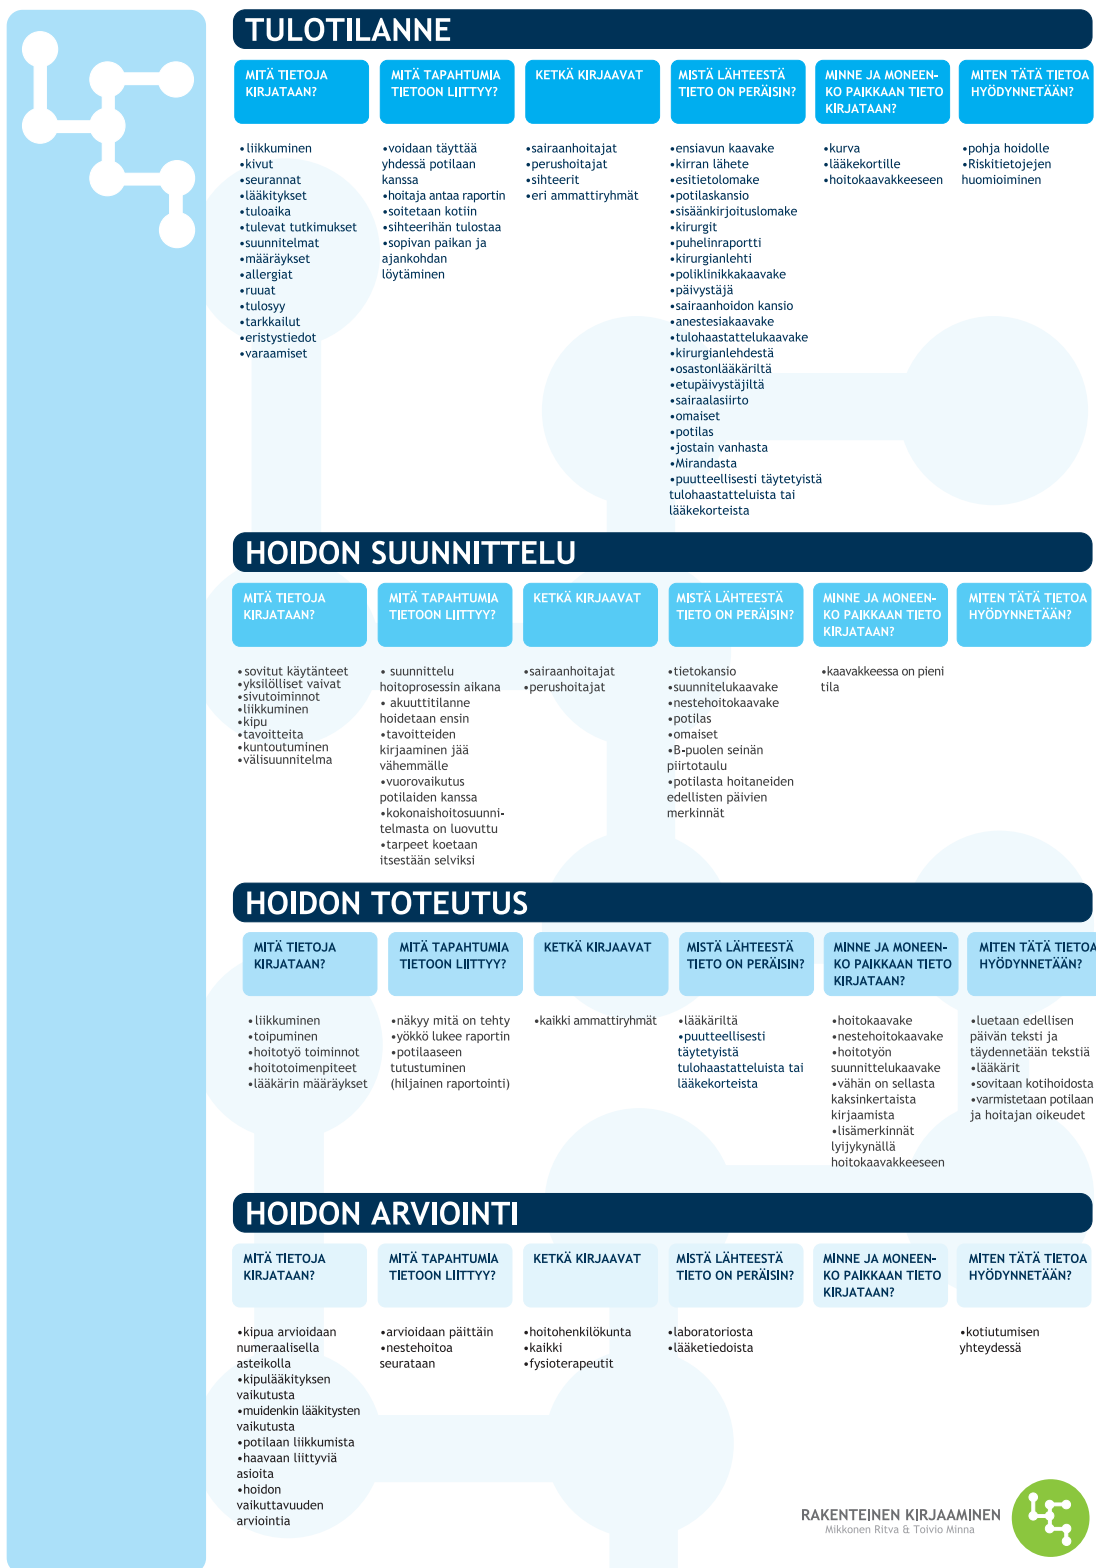 TULOTILANNE
MITÄ TIETOJA
KIRJATAAN?
MITÄ TAPAHTUMIA
TIETOON LIITTYY?
KETKÄ KIRJAAVAT
MISTÄ LÄHTEESTÄ
TIETO ON PERÄISIN?
MINNE JA MONEEN-
KO PAIKKAAN TIETO
KIRJATAAN?
MITEN TÄTÄ TIETOA
HYÖDYNNETÄÄN?
•liikkuminen
•kivut
•seurannat
•lääkitykset
•tuloaika
•tulevat tutkimukset
•suunnitelmat
•määräykset
•allergiat
•ruuat
•tulosyy
•tarkkailut
•eristystiedot
•varaamiset
•voidaan täyttää
yhdessä potilaan
kanssa
•hoitaja antaa raportin
•soitetaan kotiin
•sihteerihän tulostaa
•sopivan paikan ja
ajankohdan
löytäminen
•sairaanhoitajat
•perushoitajat
•sihteerit
•eri ammattiryhmät
•ensiavun kaavake
•kirran lähete
•esitietolomake
•potilaskansio
•sisäänkirjoituslomake
•kirurgit
•puhelinraportti
•kirurgianlehti
•poliklinikkakaavake
•päivystäjä
•sairaanhoidon kansio
•anestesiakaavake
•tulohaastattelukaavake
•kirurgianlehdestä
•osastonlääkäriltä
•etupäivystäjiltä
•sairaalasiirto
•omaiset
•potilas
•jostain vanhasta
•Mirandasta
•puutteellisesti täytetyistä
tulohaastatteluista tai
lääkekorteista
•kurva
•lääkekortille
•hoitokaavakkeeseen
•pohja hoidolle
•Riskitietojejen
huomioiminen
HOIDON SUUNNITTELU
MITÄ TIETOJA
KIRJATAAN?
MITÄ TAPAHTUMIA
TIETOON LIITTYY?
KETKÄ KIRJAAVAT
MISTÄ LÄHTEESTÄ
TIETO ON PERÄISIN?
MINNE JA MONEEN-
KO PAIKKAAN TIETO
KIRJATAAN?
MITEN TÄTÄ TIETOA
HYÖDYNNETÄÄN?
•sovitut käytänteet
•yksilölliset vaivat
•sivutoiminnot
•liikkuminen
•kipu
•tavoitteita
•kuntoutuminen
•välisuunnitelma
• suunnittelu
hoitoprosessin aikana
• akuuttitilanne
hoidetaan ensin
•tavoitteiden
kirjaaminen jää
vähemmälle
•vuorovaikutus
potilaiden kanssa
•kokonaishoitosuunni-
telmasta on luovuttu
•tarpeet koetaan
itsestään selviksi
•sairaanhoitajat
•perushoitajat
•tietokansio
•suunnitelukaavake
•nestehoitokaavake
•potilas
•omaiset
•B-puolen seinän
piirtotaulu
•potilasta hoitaneiden
edellisten päivien
merkinnät
•kaavakkeessa on pieni
tila
HOIDON TOTEUTUS
MITÄ TIETOJA
KIRJATAAN?
MITÄ TAPAHTUMIA
TIETOON LIITTYY?
KETKÄ KIRJAAVAT
MISTÄ LÄHTEESTÄ
TIETO ON PERÄISIN?
MINNE JA MONEEN-
KO PAIKKAAN TIETO
KIRJATAAN?
MITEN TÄTÄ TIETOA
HYÖDYNNETÄÄN?
•liikkuminen
•toipuminen
•hoitotyö toiminnot
•hoitotoimenpiteet
•lääkärin määräykset
•näkyy mitä on tehty
•yökkö lukee raportin
•potilaaseen
tutustuminen
(hiljainen raportointi)
•kaikki ammattiryhmät
•lääkäriltä
•puutteellisesti
täytetyistä
tulohaastatteluista tai
lääkekorteista
•hoitokaavake
•nestehoitokaavake
•hoitotyön
suunnittelukaavake
•vähän on sellasta
kaksinkertaista
kirjaamista
•lisämerkinnät
lyijykynällä
hoitokaavakkeeseen
•luetaan edellisen
päivän teksti ja
täydennetään tekstiä
•lääkärit
•sovitaan kotihoidosta
•varmistetaan potilaan
ja hoitajan oikeudet
HOIDON ARVIOINTI
MITÄ TIETOJA
KIRJATAAN?
MITÄ TAPAHTUMIA
TIETOON LIITTYY?
KETKÄ KIRJAAVAT
MISTÄ LÄHTEESTÄ
TIETO ON PERÄISIN?
MINNE JA MONEEN-
KO PAIKKAAN TIETO
KIRJATAAN?
MITEN TÄTÄ TIETOA
HYÖDYNNETÄÄN?
•kipua arvioidaan
numeraalisella
asteikolla
•kipulääkityksen
vaikutusta
•muidenkin lääkitysten
vaikutusta
•potilaan liikkumista
•haavaan liittyviä
asioita
•hoidon
vaikuttavuuden
arviointia
•arvioidaan päittäin
•nestehoitoa
seurataan
•hoitohenkilökunta
•kaikki
•fysioterapeutit
•laboratoriosta
•lääketiedoista
•kotiutumisen
yhteydessä
RAKENTEINEN KIRJAAMINEN
Mikkonen Ritva & Toivio Minna